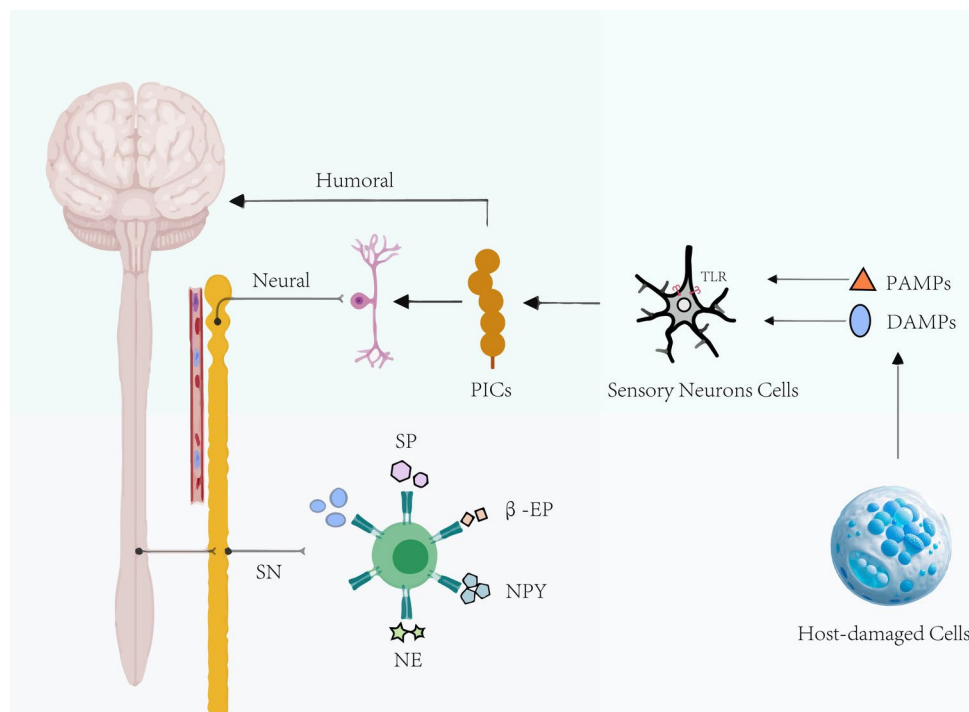 Humoral
Neural
TLR
PAMPs
DAMPs
PICs
Sensory Neurons Cells
SP
β -EP
SN
NPY
NE
Host-damaged Cells